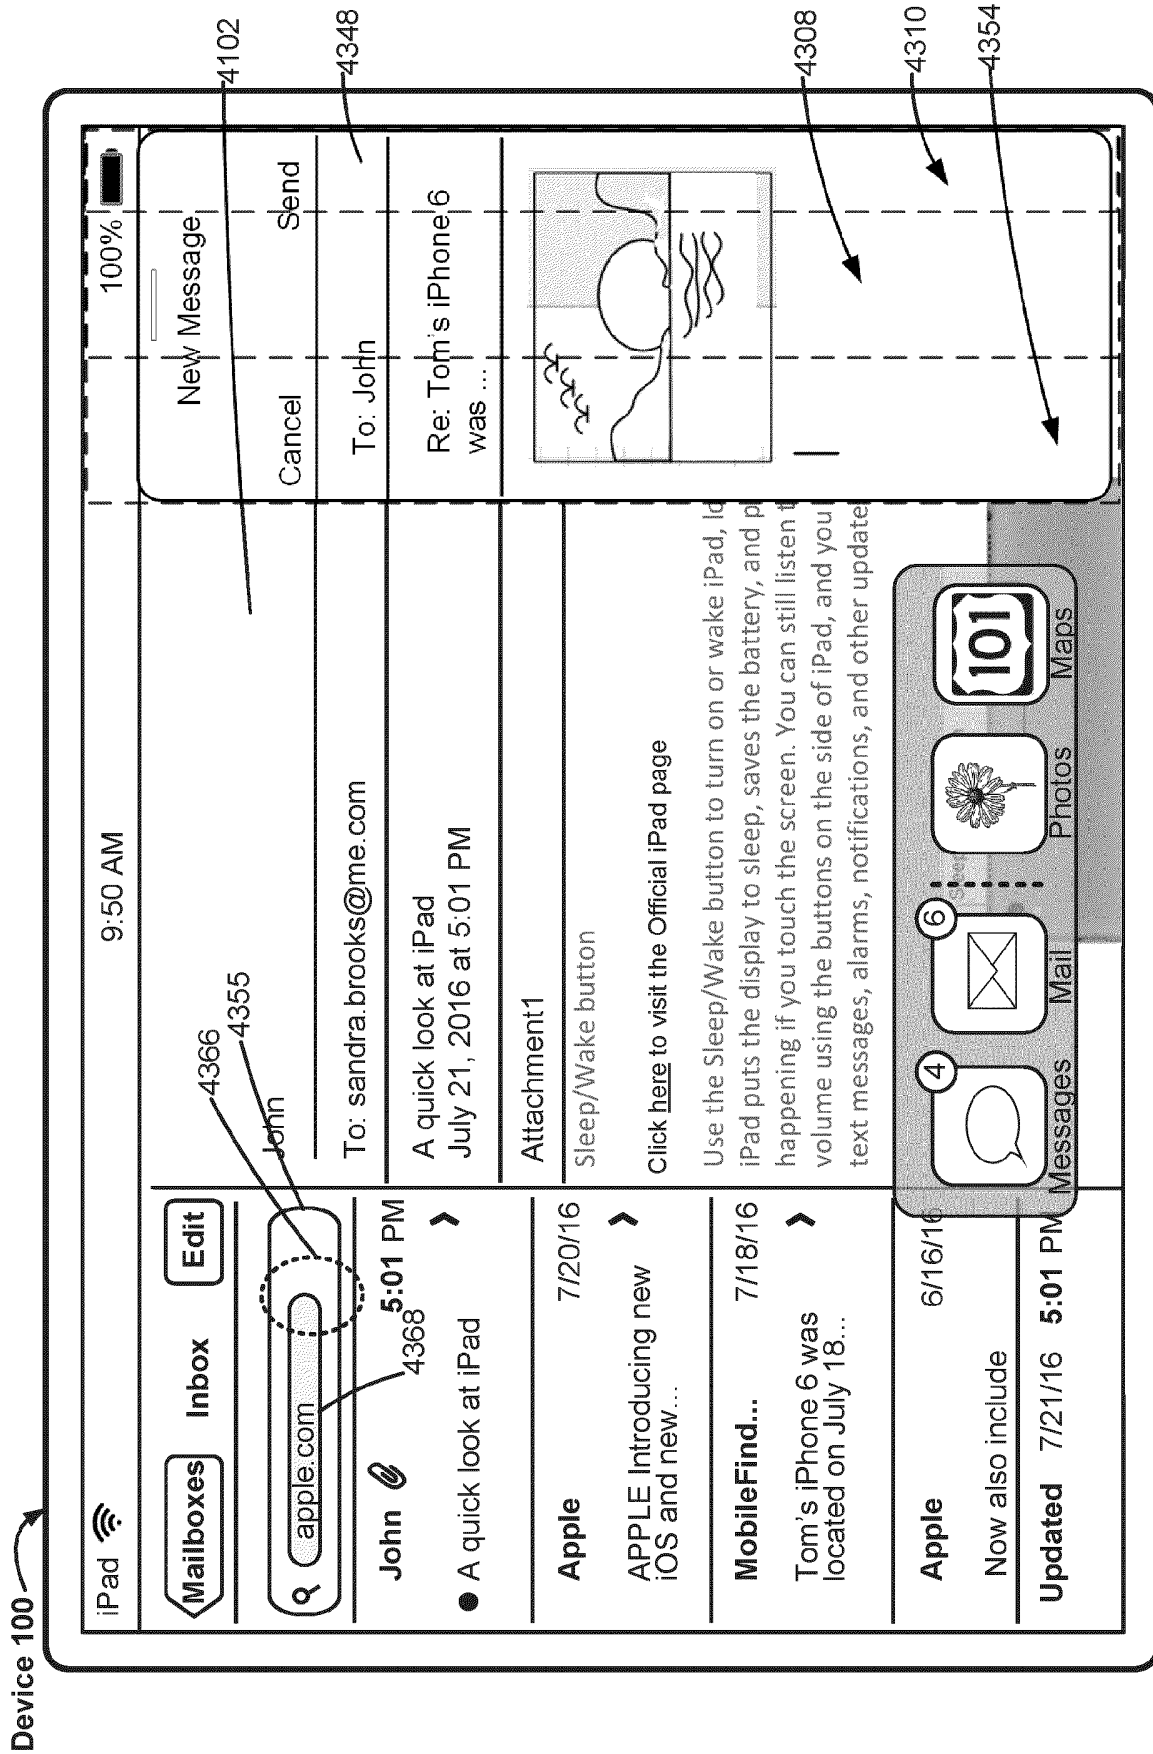 Device 100
iPad
9:50 AM
100%
Mailboxes
Inbox
Edit
apple.com
John
5:01 PM
A quick look at iPad
Apple
7/20/16
APPLE Introducing new
iOS and new...
MobileFind...
7/18/16
Tom's iPhone 6 was
located on July 18...
Apple
6/16/16
Now also include
Updated 7/21/16 5:01 PM
John
To: sandra.brooks@me.com
A quick look at iPad
July 21, 2016 at 5:01 PM
Attachment1
Sleep/Wake button
Click here to visit the Official iPad page
Use the Sleep/Wake button to turn on or wake iPad, lo
iPad puts the display to sleep, saves the battery, and p
happening if you touch the screen. You can still listen t
volume using the buttons on the side of iPad, and you
text messages, alarms, notifications, and other update
New Message
Cancel
Send
To: John
Re: Tom's iPhone 6
was ...
4
Messages
6
Mail
Photos
101
Maps
4366
4355
4368
4102
4348
4308
4310
4354